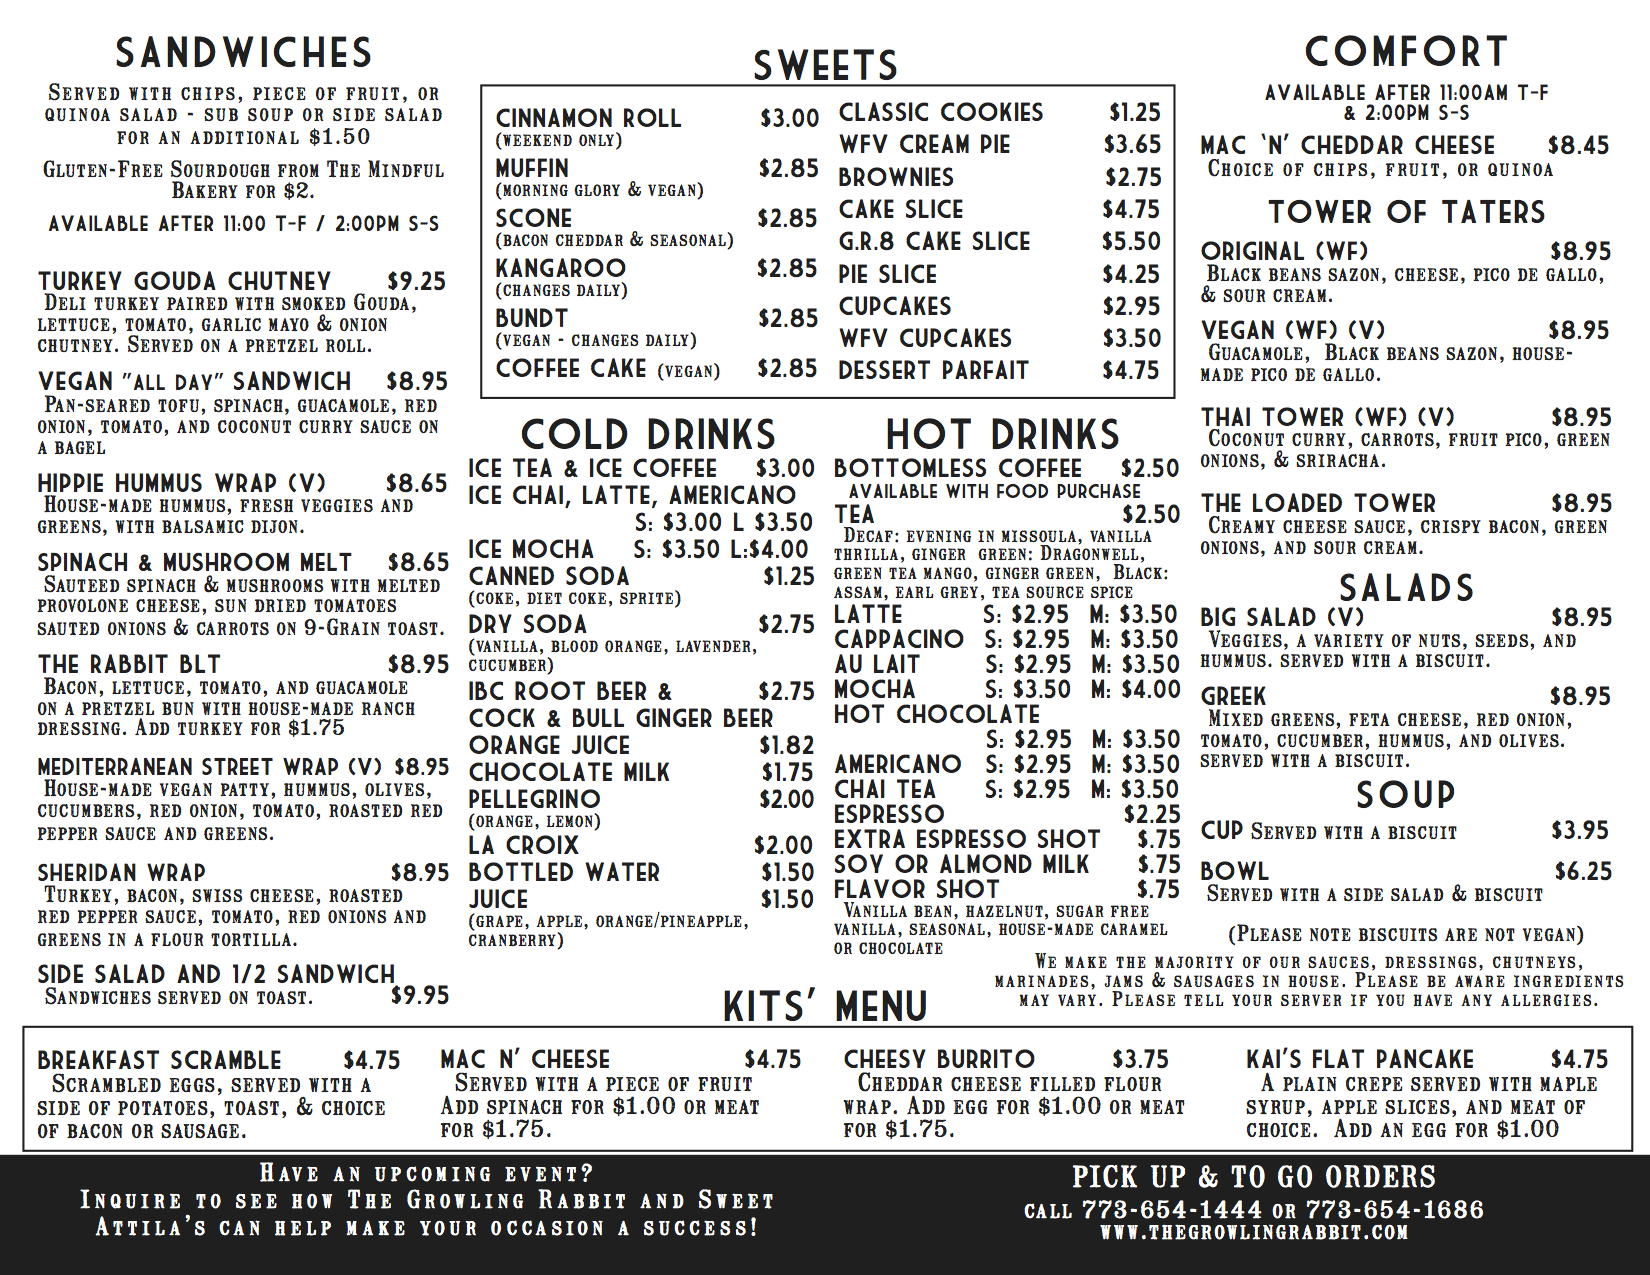 SANDWICHES
Served with chips, piece of fruit, or
quinoa salad - sub soup or side salad
for an additional $1.50
Gluten-Free Sourdough from The Mindful
Bakery for $2.
AVAILABLE AFTER 11:00 T-F / 2:00PM S-S
TURKEY GOUDA CHUTNEY $9.25
Deli turkey paired with smoked Gouda,
lettuce, tomato, garlic mayo & onion
chutney. Served on a pretzel roll.
VEGAN "ALL DAY" SANDWICH $8.95
Pan-seared tofu, spinach, guacamole, red
onion, tomato, and coconut curry sauce on
a bagel
HIPPIE HUMMUS WRAP (V) $8.65
House-made hummus, fresh veggies and
greens, with balsamic dijon.
SPINACH & MUSHROOM MELT $8.65
Sauteed spinach & mushrooms with melted
provolone cheese, sun dried tomatoes
sauted onions & carrots on 9-Grain toast.
THE RABBIT BLT $8.95
Bacon, lettuce, tomato, and guacamole
on a pretzel bun with house-made ranch
dressing. Add turkey for $1.75
MEDITERRANEAN STREET WRAP (V) $8.95
House-made vegan patty, hummus, olives,
cucumbers, red onion, tomato, roasted red
pepper sauce and greens.
SHERIDAN WRAP $8.95
Turkey, bacon, swiss cheese, roasted
red pepper sauce, tomato, red onions and
greens in a flour tortilla.
SIDE SALAD AND 1/2 SANDWICH
Sandwiches served on toast. $9.95
SWEETS
CINNAMON ROLL $3.00
(weekend only)
MUFFIN $2.85
(morning glory & vegan)
SCONE $2.85
(bacon cheddar & seasonal)
KANGAROO $2.85
(changes daily)
BUNDT $2.85
(vegan - changes daily)
COFFEE CAKE (vegan) $2.85
CLASSIC COOKIES $1.25
WFV CREAM PIE $3.65
BROWNIES $2.75
CAKE SLICE $4.75
G.R.8 CAKE SLICE $5.50
PIE SLICE $4.25
CUPCAKES $2.95
WFV CUPCAKES $3.50
DESSERT PARFAIT $4.75
COLD DRINKS
ICE TEA & ICE COFFEE $3.00
ICE CHAI, LATTE, AMERICANO
S: $3.00 L $3.50
ICE MOCHA S: $3.50 L:$4.00
CANNED SODA $1.25
(coke, diet coke, sprite)
DRY SODA $2.75
(vanilla, blood orange, lavender,
cucumber)
IBC ROOT BEER & $2.75
COCK & BULL GINGER BEER
ORANGE JUICE $1.82
CHOCOLATE MILK $1.75
PELLEGRINO $2.00
(orange, lemon)
LA CROIX $2.00
BOTTLED WATER $1.50
JUICE $1.50
(grape, apple, orange/pineapple,
cranberry)
HOT DRINKS
BOTTOMLESS COFFEE $2.50
AVAILABLE WITH FOOD PURCHASE
TEA $2.50
Decaf: evening in missoula, vanilla
thrilla, ginger green: Dragonwell,
green tea mango, ginger green, Black:
assam, earl grey, tea source spice
LATTE S: $2.95 M: $3.50
CAPPACINO S: $2.95 M: $3.50
AU LAIT S: $2.95 M: $3.50
MOCHA S: $3.50 M: $4.00
HOT CHOCOLATE
S: $2.95 M: $3.50
AMERICANO S: $2.95 M: $3.50
CHAI TEA S: $2.95 M: $3.50
ESPRESSO $2.25
EXTRA ESPRESSO SHOT $.75
SOY OR ALMOND MILK $.75
FLAVOR SHOT $.75
Vanilla bean, hazelnut, sugar free
vanilla, seasonal, house-made caramel
or chocolate
COMFORT
AVAILABLE AFTER 11:00AM T-F
& 2:00PM S-S
MAC 'N' CHEDDAR CHEESE $8.45
Choice of chips, fruit, or quinoa
TOWER OF TATERS
ORIGINAL (WF) $8.95
Black beans sazon, cheese, pico de gallo,
& sour cream.
VEGAN (WF) (V) $8.95
Guacamole, Black beans sazon, house-
made pico de gallo.
THAI TOWER (WF) (V) $8.95
Coconut curry, carrots, fruit pico, green
onions, & sriracha.
THE LOADED TOWER $8.95
Creamy cheese sauce, crispy bacon, green
onions, and sour cream.
SALADS
BIG SALAD (V) $8.95
Veggies, a variety of nuts, seeds, and
hummus. served with a biscuit.
GREEK $8.95
Mixed greens, feta cheese, red onion,
tomato, cucumber, hummus, and olives.
served with a biscuit.
SOUP
CUP Served with a biscuit $3.95
BOWL $6.25
Served with a side salad & biscuit
(Please note biscuits are not vegan)
We make the majority of our sauces, dressings, chutneys,
marinades, jams & sausages in house. Please be aware ingredients
may vary. Please tell your server if you have any allergies.
KITS' MENU
BREAKFAST SCRAMBLE $4.75
Scrambled eggs, served with a
side of potatoes, toast, & choice
of bacon or sausage.
MAC N' CHEESE $4.75
Served with a piece of fruit
Add spinach for $1.00 or meat
for $1.75.
CHEESY BURRITO $3.75
Cheddar cheese filled flour
wrap. Add egg for $1.00 or meat
for $1.75.
KAI'S FLAT PANCAKE $4.75
A plain crepe served with maple
syrup, apple slices, and meat of
choice. Add an egg for $1.00
Have an upcoming event?
Inquire to see how The Growling Rabbit and Sweet
Attila's can help make your occasion a success!
PICK UP & TO GO ORDERS
call 773-654-1444 or 773-654-1686
www.thegrowlingrabbit.com